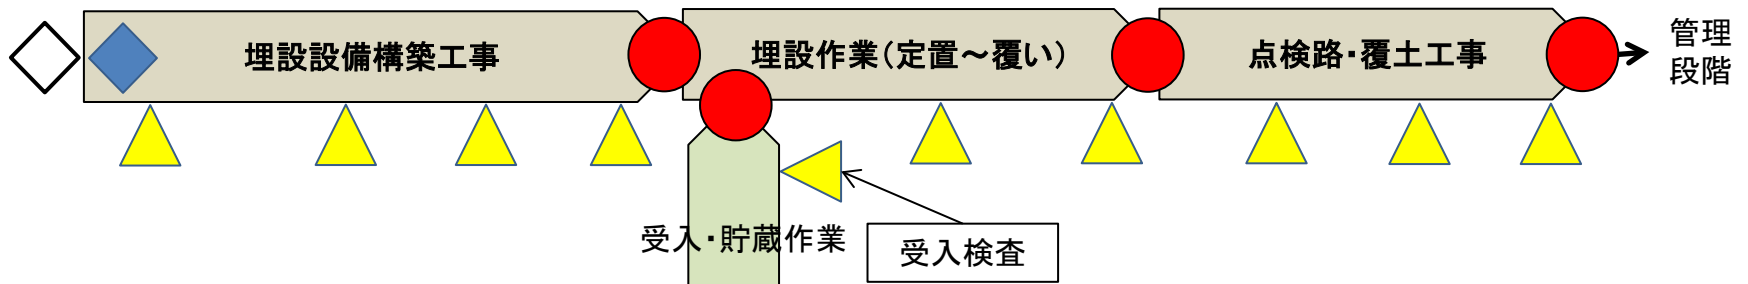 埋設設備構築工事
埋設作業（定置～覆い）
点検路・覆土工事
管理
段階
受入・貯蔵作業
受入検査